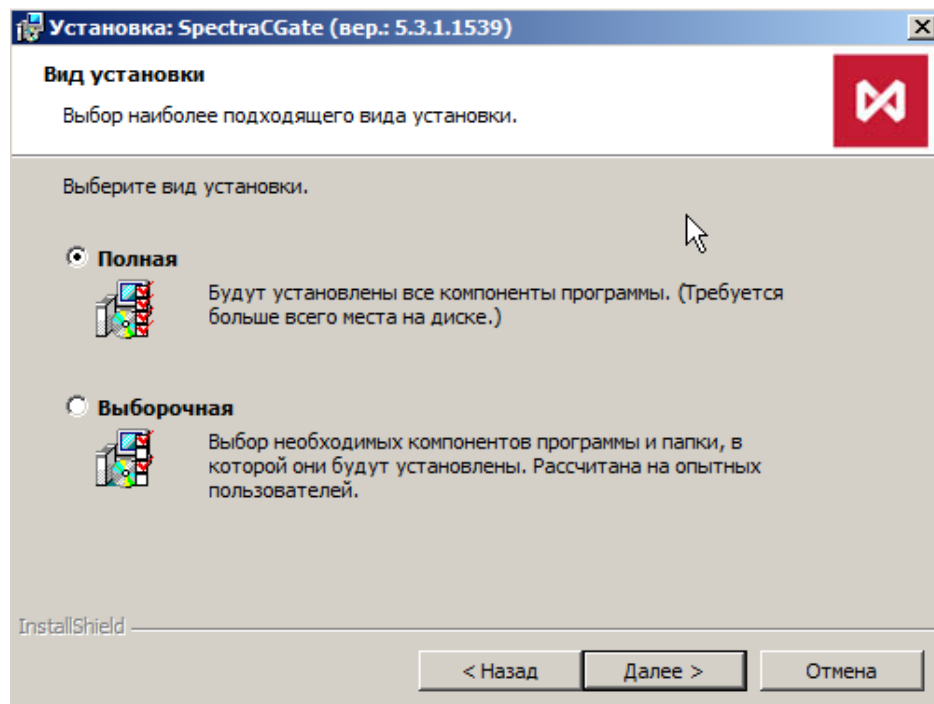 Установка: SpectraCGate (вер.: 5.3.1.1539)
Вид установки
Выбор наиболее подходящего вида установки.
Выберите вид установки.
Полная
Будут установлены все компоненты программы. (Требуется
больше всего места на диске.)
Выборочная
Выбор необходимых компонентов программы и папки, в
которой они будут установлены. Рассчитана на опытных
пользователей.
InstallShield
< Назад
Далее >
Отмена